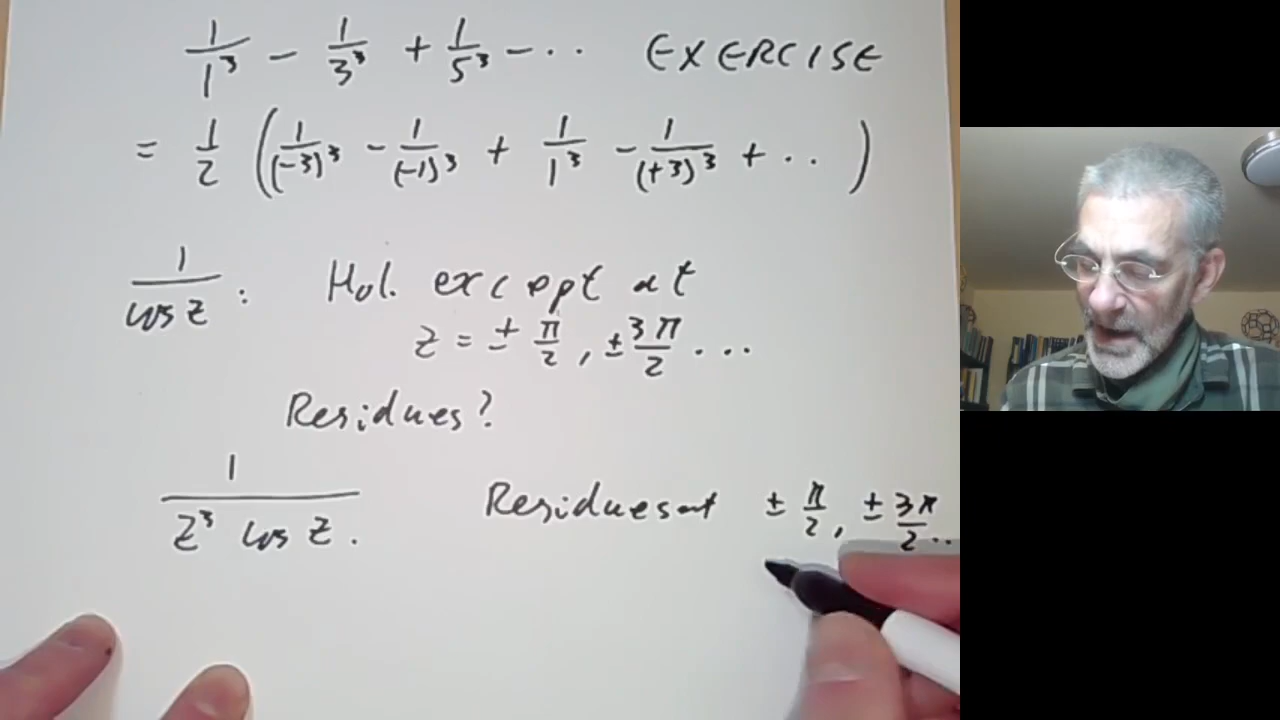 1/1³ - 1/3³ + 1/5³ - ·· EXERCISE
= 1/2 (1/(-3)³ - 1/(-1)³ + 1/1³ - 1/(+3)³ + ·· )
1/cos z : Hol. except at
z = ± π/2, ± 3π/2 ...
Residues?
1/(z³ cos z). Residues at ± π/2, ± 3π/2 ..